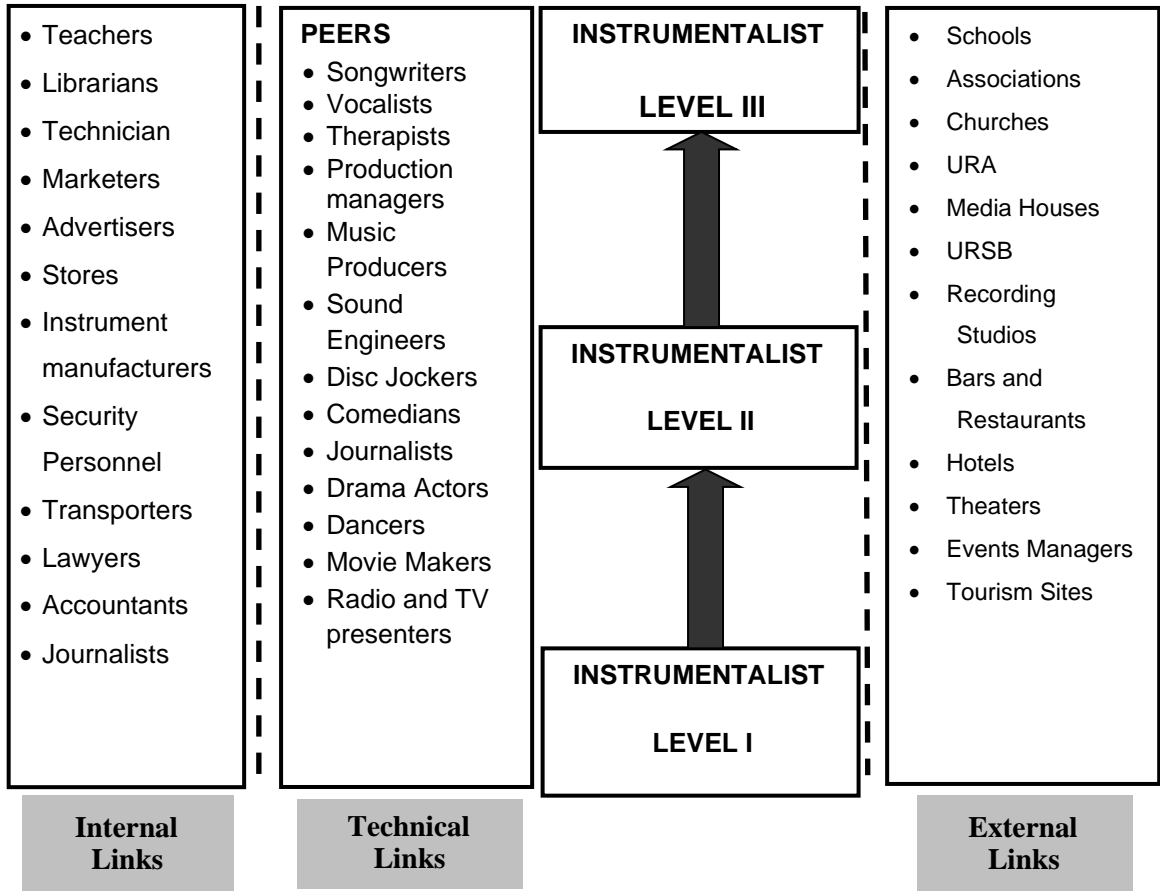 • Teachers
• Librarians
• Technician
• Marketers
• Advertisers
• Stores
• Instrument
manufacturers
• Security
Personnel
• Transporters
• Lawyers
• Accountants
• Journalists
Internal
Links
PEERS
• Songwriters
• Vocalists
• Therapists
• Production
managers
• Music
Producers
• Sound
Engineers
• Disc Jockers
• Comedians
• Journalists
• Drama Actors
• Dancers
• Movie Makers
• Radio and TV
presenters
Technical
Links
INSTRUMENTALIST
LEVEL III
INSTRUMENTALIST
LEVEL II
INSTRUMENTALIST
LEVEL I
• Schools
• Associations
• Churches
• URA
• Media Houses
• URSB
• Recording
Studios
• Bars and
Restaurants
• Hotels
• Theaters
• Events Managers
• Tourism Sites
External
Links